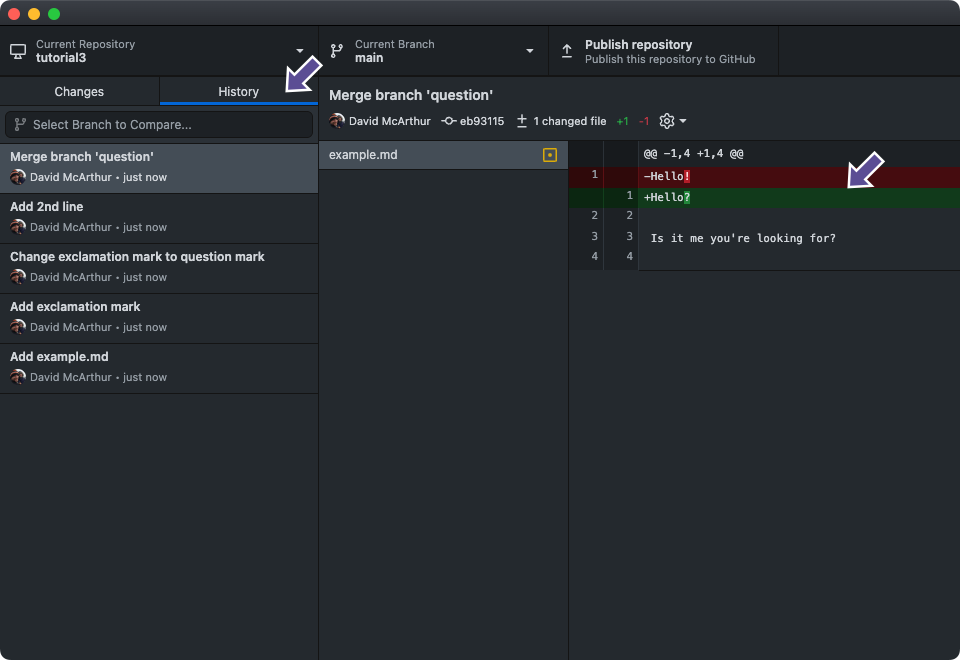 Current Repository
tutorial3
Current Branch
main
Publish repository
Publish this repository to GitHub
Changes
History
Select Branch to Compare...
Merge branch 'question'
David McArthur • just now
Add 2nd line
David McArthur • just now
Change exclamation mark to question mark
David McArthur • just now
Add exclamation mark
David McArthur • just now
Add example.md
David McArthur • just now
Merge branch 'question'
David McArthur eb93115 1 changed file +1 -1
example.md
@@ -1,4 +1,4 @@
1 -Hello!
1 +Hello?
2 2
3 3 Is it me you're looking for?
4 4